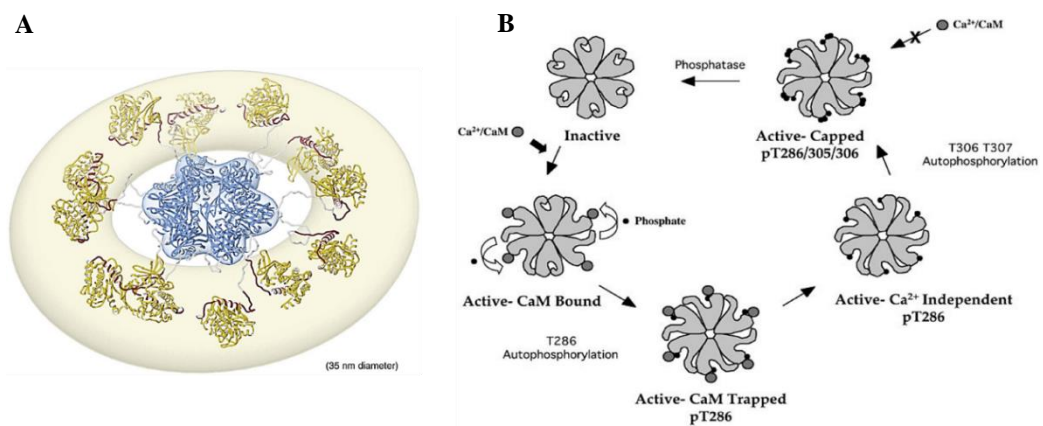 A
(35 nm diameter)
B
Ca²⁺/CaM
Phosphatase
Inactive
Active- Capped
pT286/305/306
Ca²⁺/CaM
T306 T307
Autophosphorylation
Phosphate
Active- CaM Bound
Active- Ca²⁺ Independent
pT286
T286
Autophosphorylation
Active- CaM Trapped
pT286